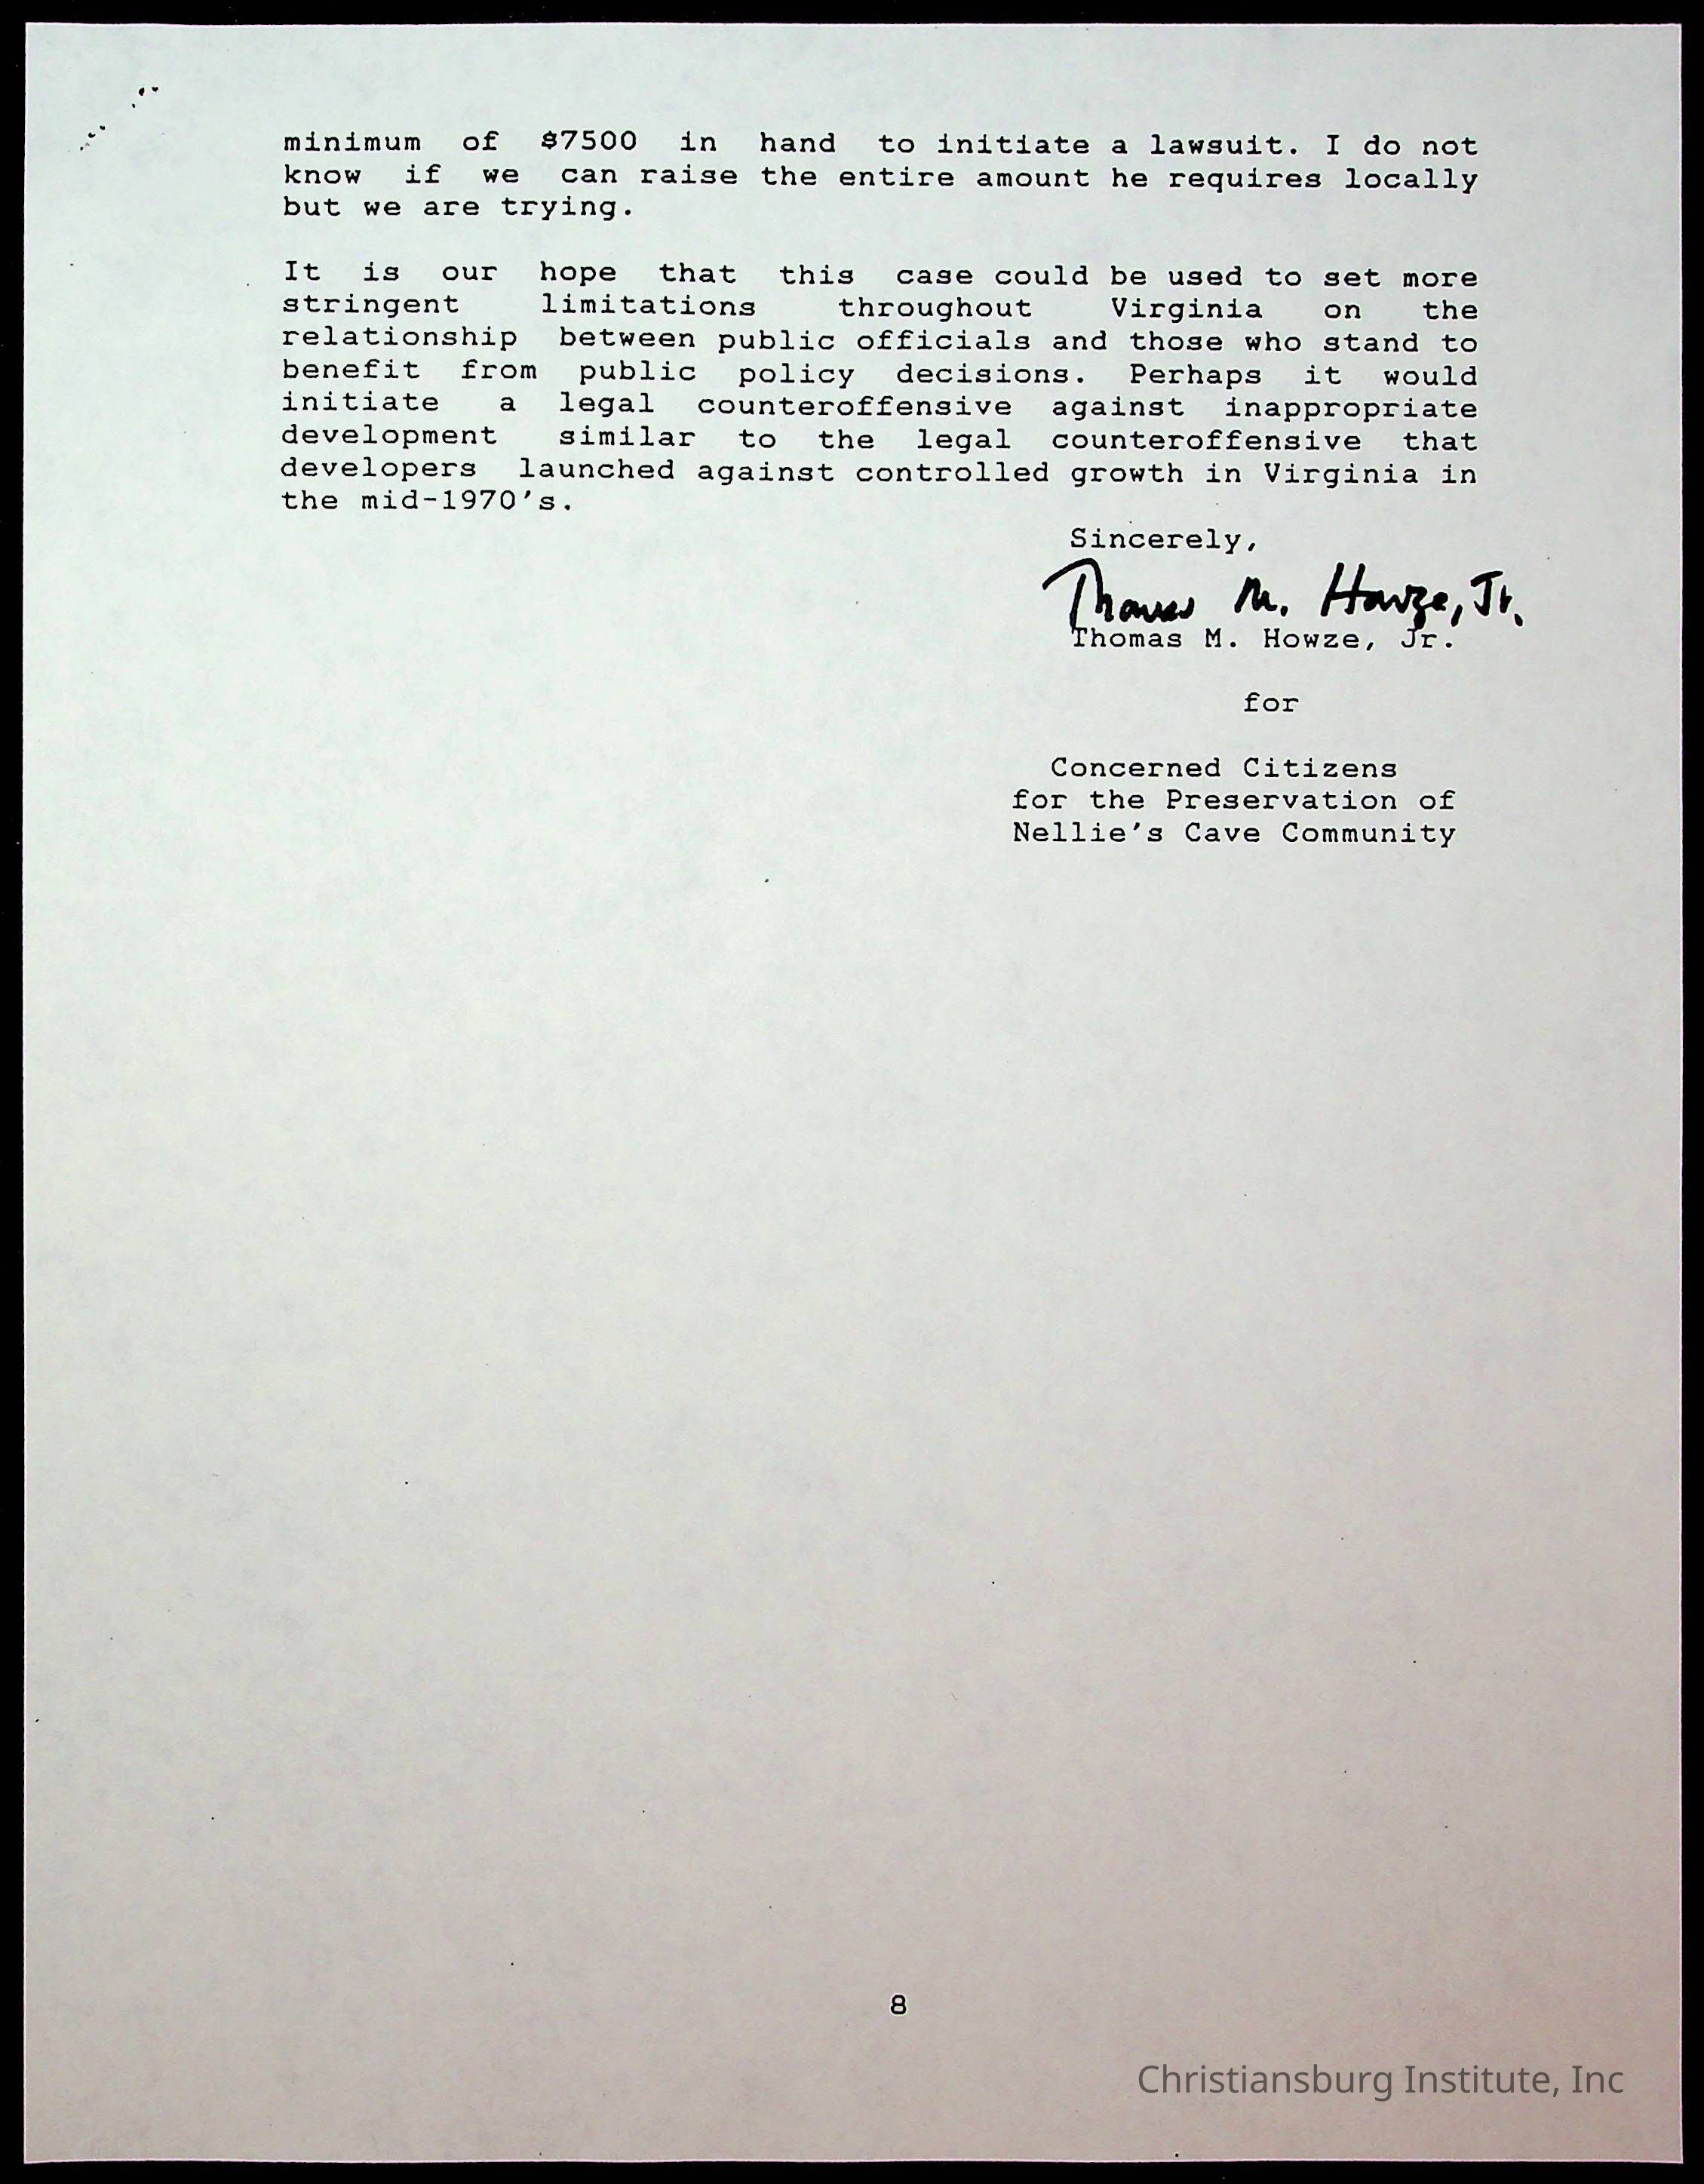 minimum of $7500 in hand to initiate a lawsuit. I do not
know if we can raise the entire amount he requires locally
but we are trying.
It is our hope that this case could be used to set more
stringent limitations throughout Virginia on the
relationship between public officials and those who stand to
benefit from public policy decisions. Perhaps it would
initiate a legal counteroffensive against inappropriate
development similar to the legal counteroffensive that
developers launched against controlled growth in Virginia in
the mid-1970's.
Sincerely,
Thomas M. Howze, Jr.
Thomas M. Howze, Jr.
for
Concerned Citizens
for the Preservation of
Nellie's Cave Community
8
Christiansburg Institute, Inc